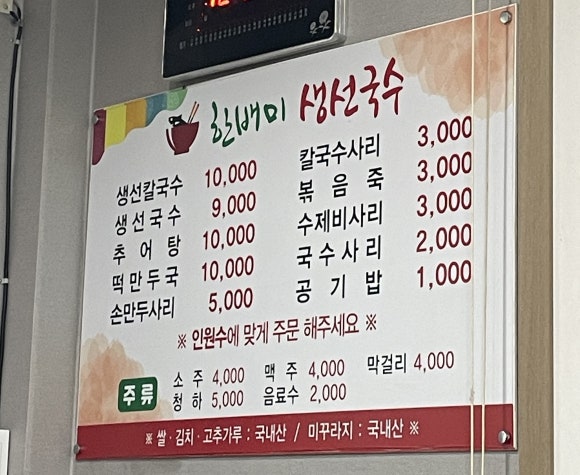 한배미 생선국수
생선칼국수 10,000
생선국수 9,000
추어탕 10,000
떡만두국 10,000
손만두사리 5,000
칼국수사리 3,000
볶음죽 3,000
수제비사리 3,000
국수사리 2,000
공기밥 1,000
※ 인원수에 맞게 주문 해주세요 ※
주류
소주 4,000 맥주 4,000 막걸리 4,000
청하 5,000 음료수 2,000
※ 쌀 · 김치 · 고추가루 : 국내산 / 미꾸라지 : 국내산 ※